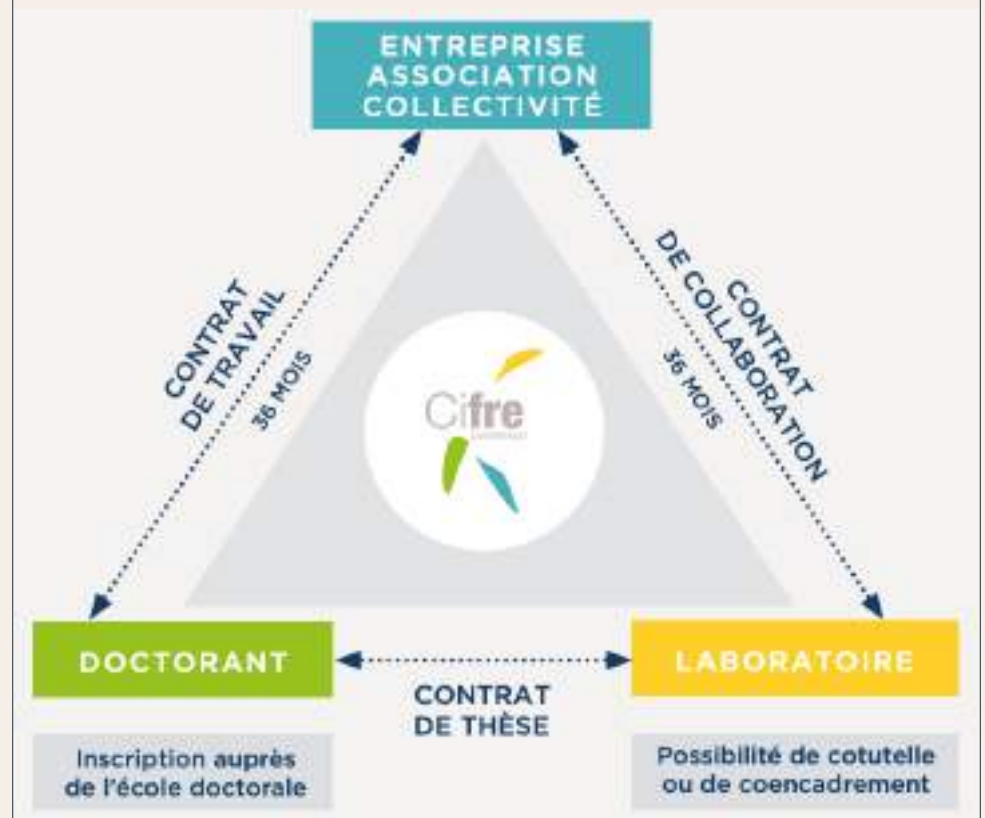 ENTREPRISE
ASSOCIATION
COLLECTIVITÉ
CONTRAT
DE TRAVAIL
36 MOIS
CONTRAT
DE COLLABORATION
36 MOIS
Cifre
DOCTORANT
LABORATOIRE
CONTRAT
DE THÈSE
Inscription auprès
de l'école doctorale
Possibilité de cotutelle
ou de coencadrement